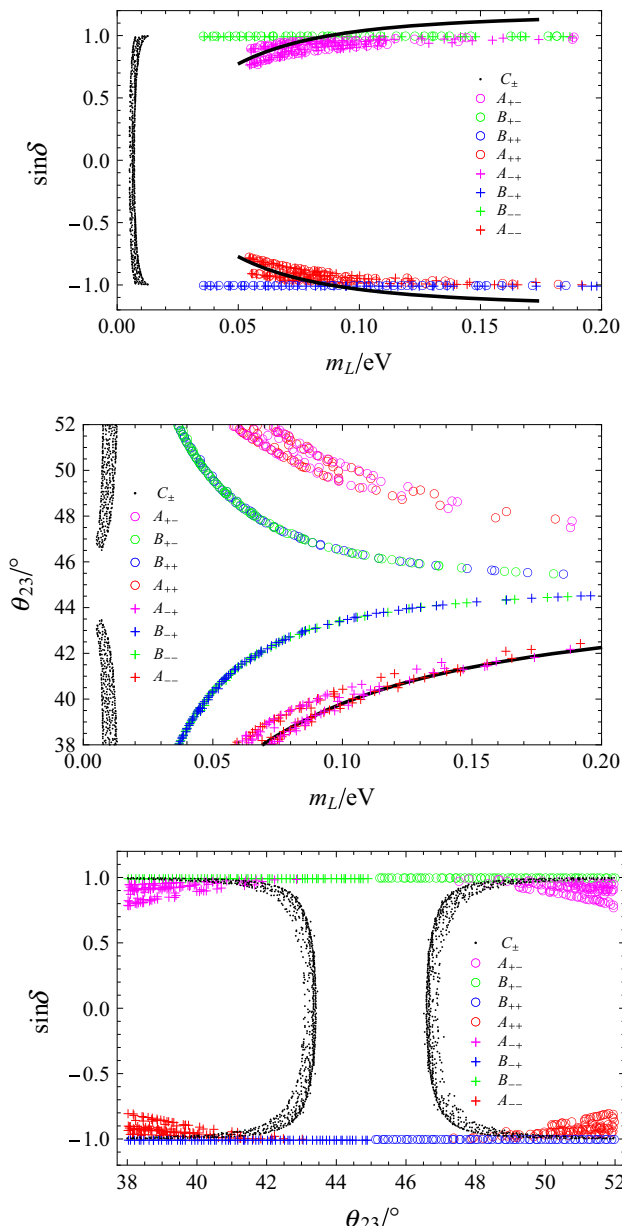 1.0
0.5
0.0
−0.5
−1.0
sinδ
C±
A+−
B+−
B++
A++
A−+
B−+
B−−
A−−
0.00 0.05 0.10 0.15 0.20
m_L/eV
52
50
48
46
44
42
40
38
θ23/°
C±
A+−
B+−
B++
A++
A−+
B−+
B−−
A−−
0.00 0.05 0.10 0.15 0.20
m_L/eV
1.0
0.5
0.0
−0.5
−1.0
sinδ
C±
A+−
B+−
B++
A++
A−+
B−+
B−−
A−−
38 40 42 44 46 48 50 52
θ23/°